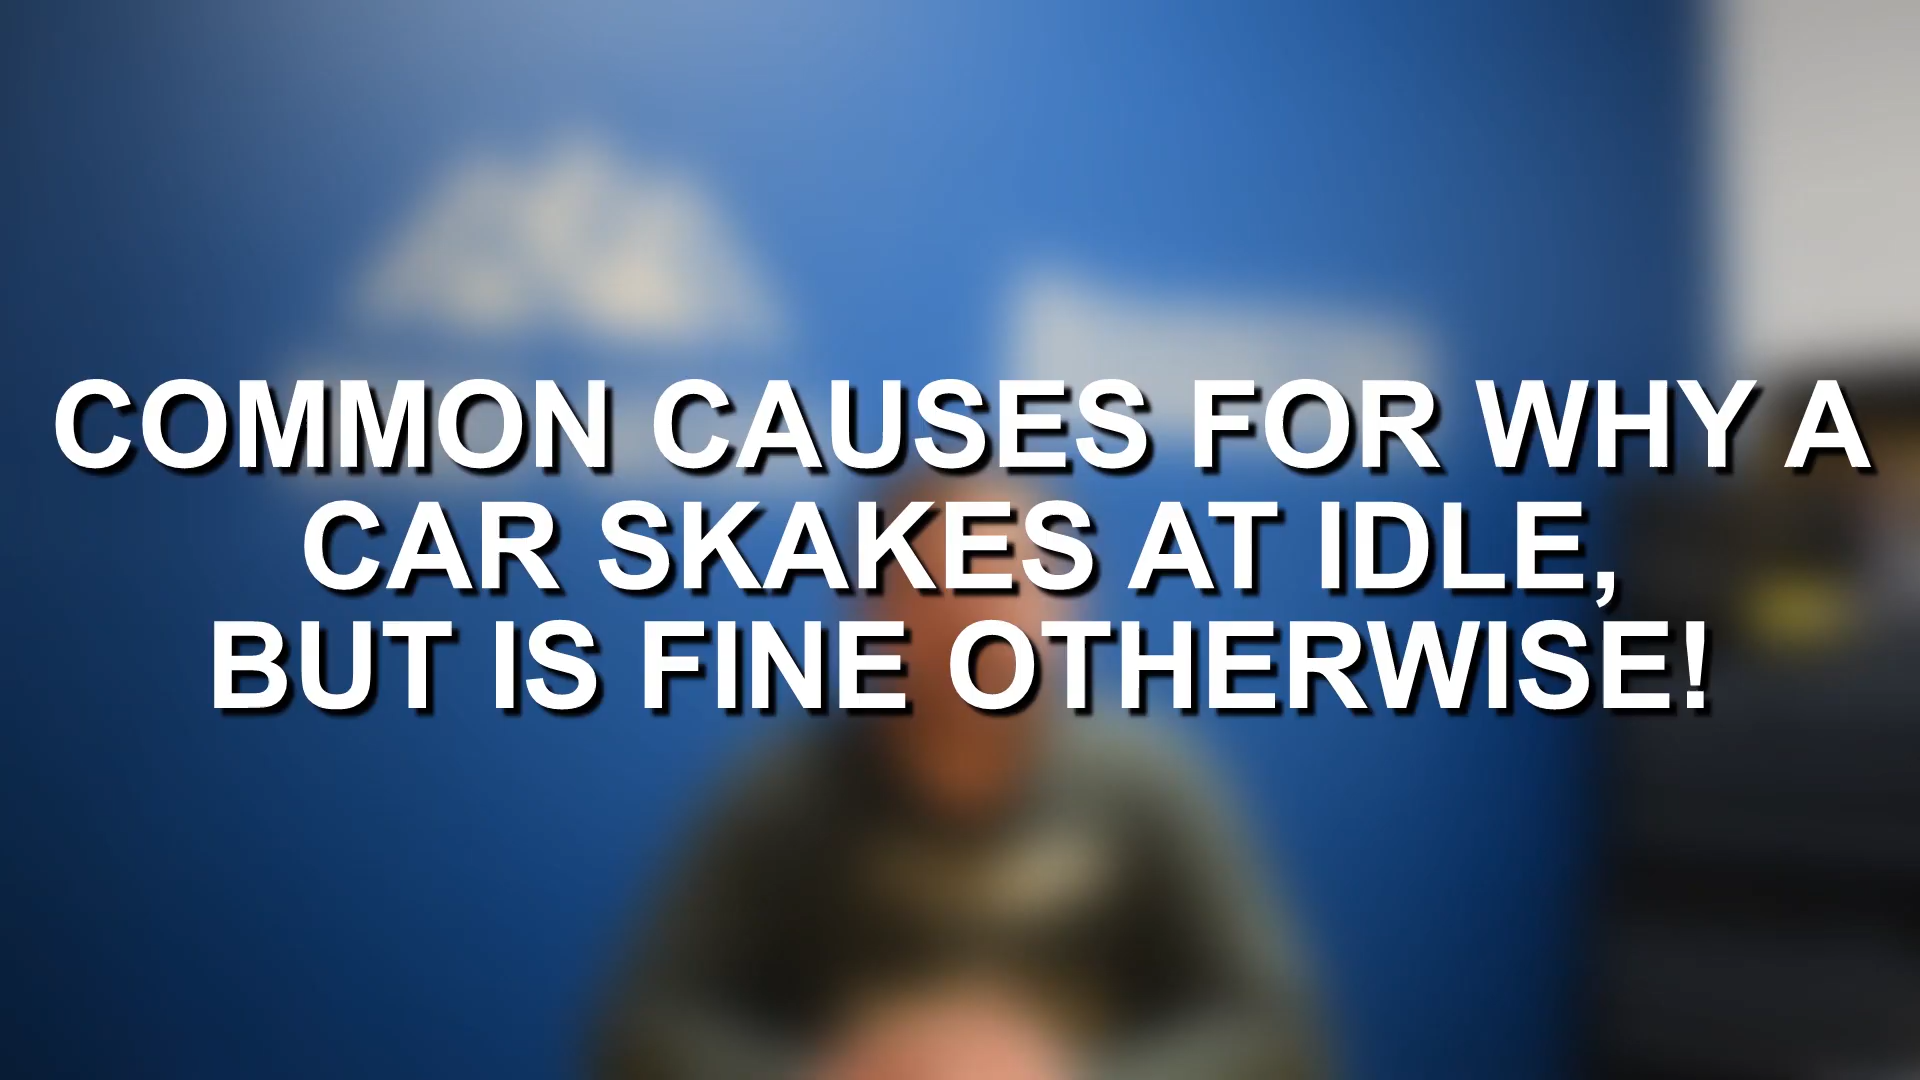 COMMON CAUSES FOR WHY A
CAR SKAKES AT IDLE,
BUT IS FINE OTHERWISE!